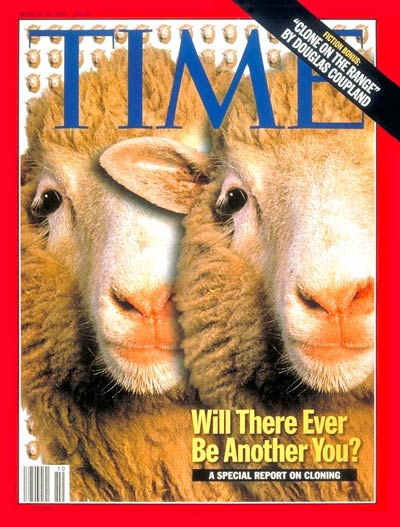 TIME
FICTION BONUS:
"CLONE ON THE RANGE"
BY DOUGLAS COUPLAND
Will There Ever
Be Another You?
A SPECIAL REPORT ON CLONING
10